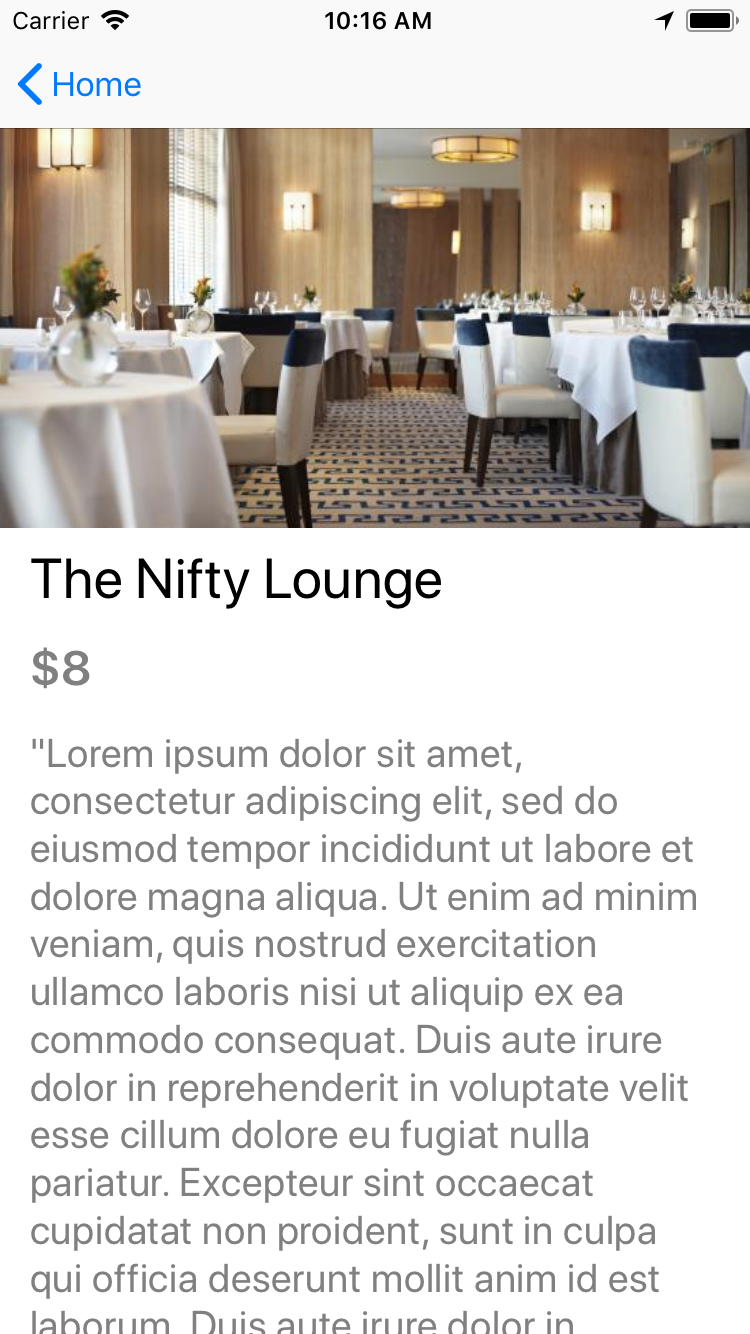 Carrier 10:16 AM
Home
The Nifty Lounge
$8
"Lorem ipsum dolor sit amet,
consectetur adipiscing elit, sed do
eiusmod tempor incididunt ut labore et
dolore magna aliqua. Ut enim ad minim
veniam, quis nostrud exercitation
ullamco laboris nisi ut aliquip ex ea
commodo consequat. Duis aute irure
dolor in reprehenderit in voluptate velit
esse cillum dolore eu fugiat nulla
pariatur. Excepteur sint occaecat
cupidatat non proident, sunt in culpa
qui officia deserunt mollit anim id est
laborum. Duis aute irure dolor in